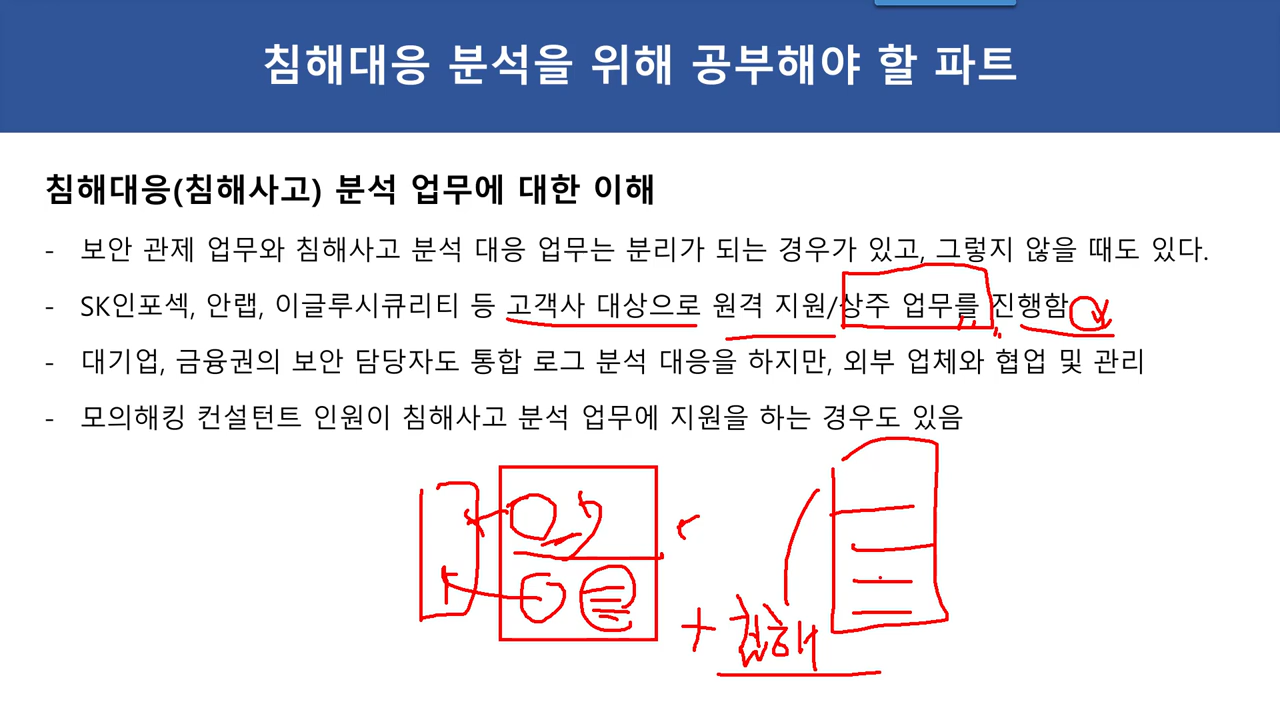 침해대응 분석을 위해 공부해야 할 파트
침해대응(침해사고) 분석 업무에 대한 이해
- 보안 관제 업무와 침해사고 분석 대응 업무는 분리가 되는 경우가 있고, 그렇지 않을 때도 있다.
- SK인포섹, 안랩, 이글루시큐리티 등 고객사 대상으로 원격 지원/상주 업무를 진행함
- 대기업, 금융권의 보안 담당자도 통합 로그 분석 대응을 하지만, 외부 업체와 협업 및 관리
- 모의해킹 컨설턴트 인원이 침해사고 분석 업무에 지원을 하는 경우도 있음
+ 침해